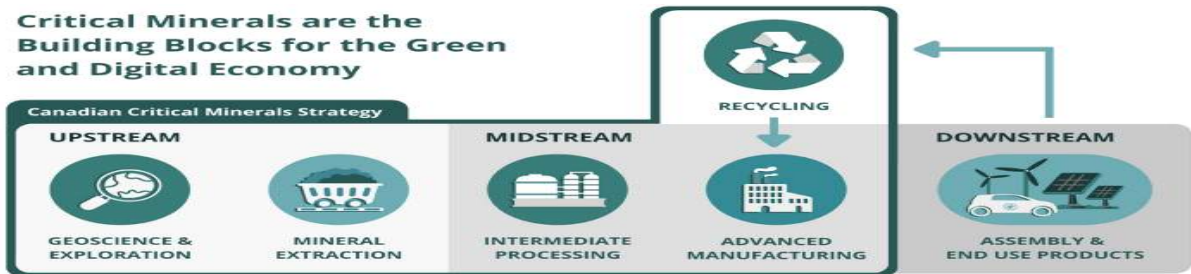 Critical Minerals are the
Building Blocks for the Green
and Digital Economy
RECYCLING
Canadian Critical Minerals Strategy
UPSTREAM
MIDSTREAM
DOWNSTREAM
GEOSCIENCE &
EXPLORATION
MINERAL
EXTRACTION
INTERMEDIATE
PROCESSING
ADVANCED
MANUFACTURING
ASSEMBLY &
END USE PRODUCTS